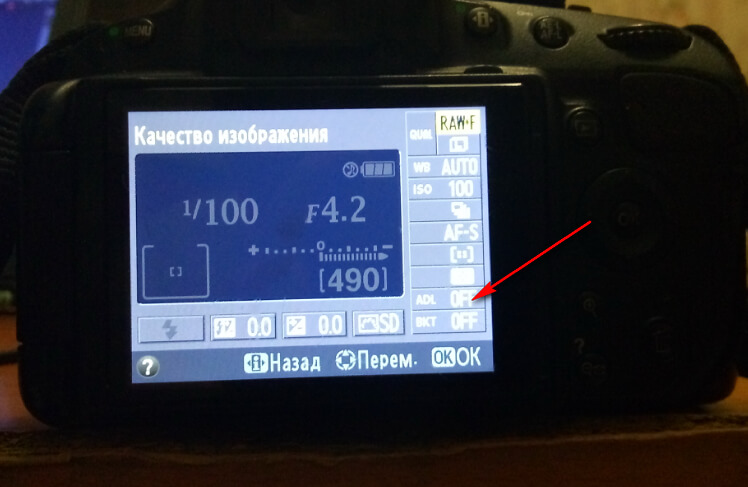 MENU
Качество изображения
QUAL RAW+F
WB AUTO
ISO 100
1/100 F4.2
AF-S
+ 0 −
[490]
ADL OFF
BKT OFF
0.0 0.0 SD
? Назад Перем. OK OK